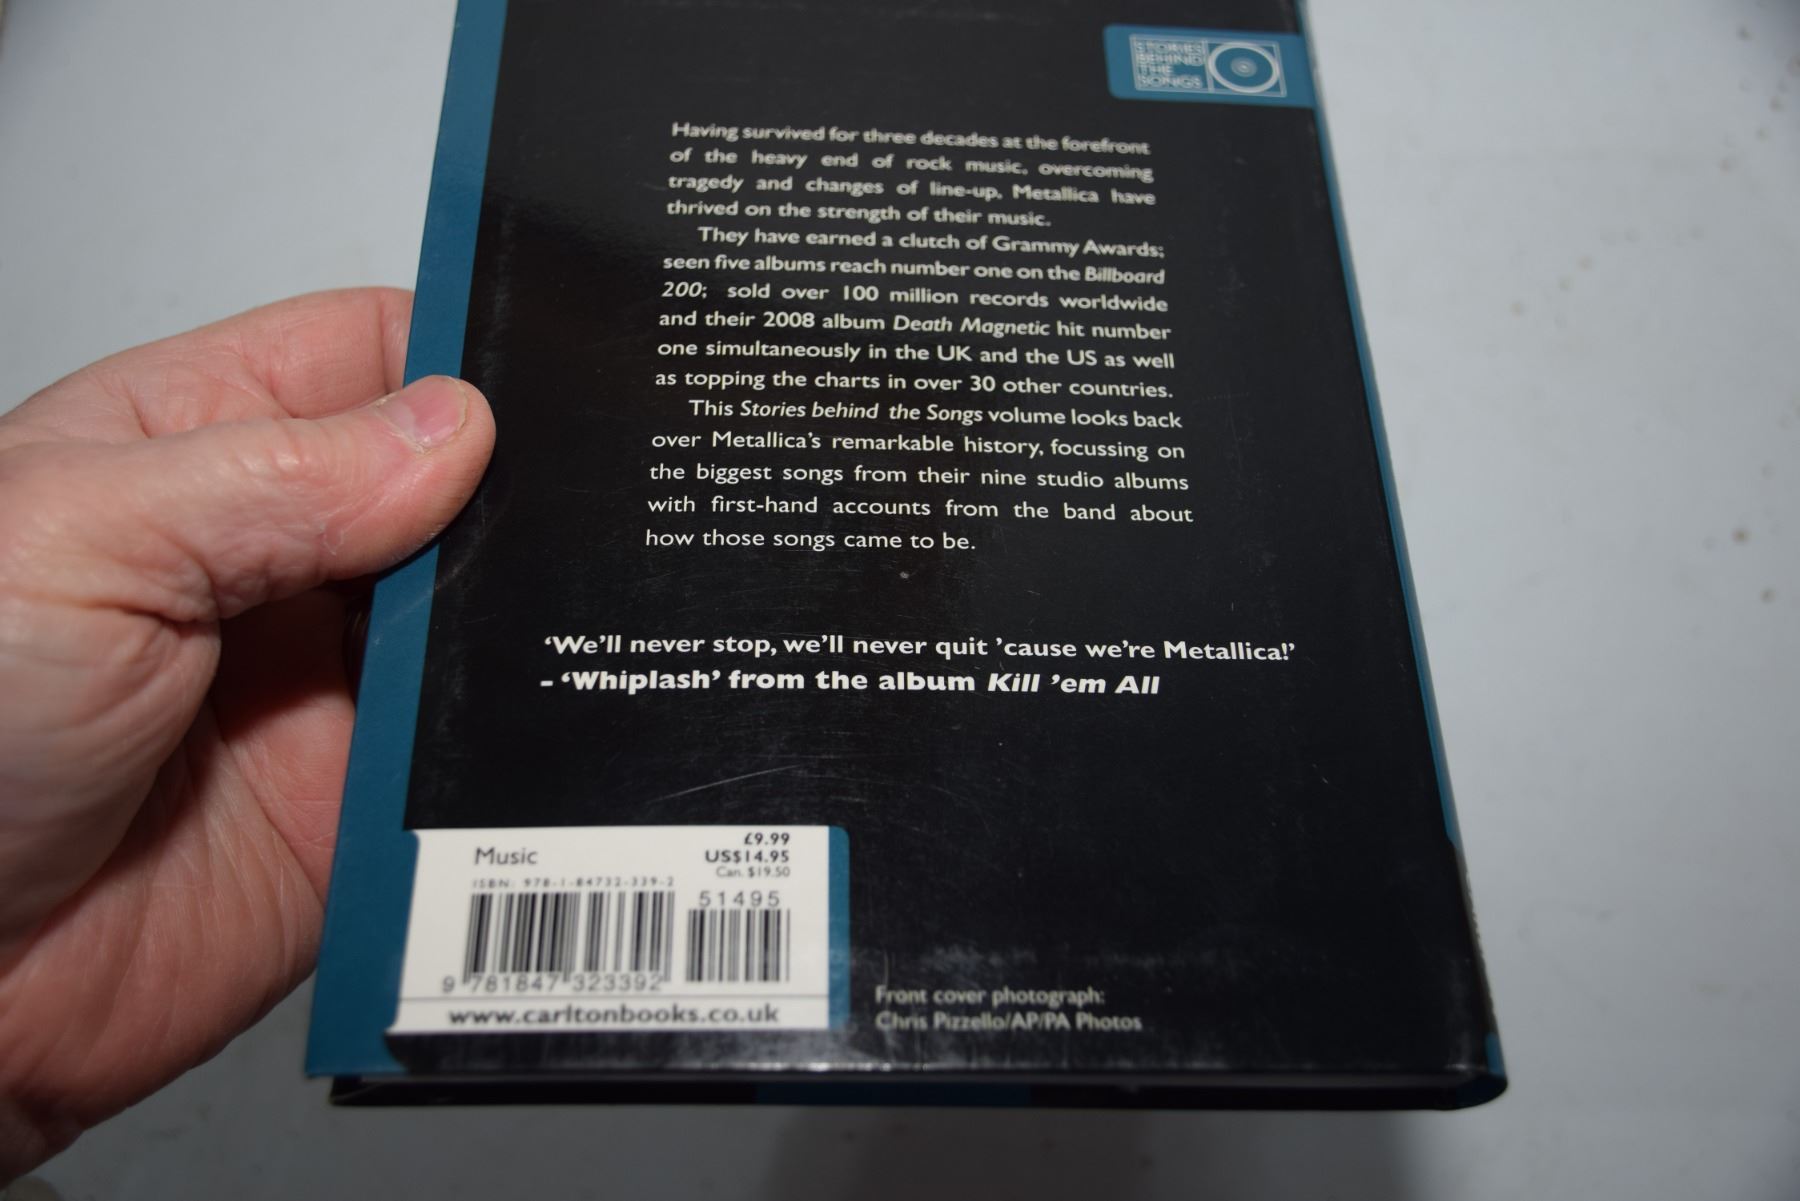 STORIES
BEHIND
THE
SONGS
Having survived for three decades at the forefront
of the heavy end of rock music, overcoming
tragedy and changes of line-up, Metallica have
thrived on the strength of their music.
They have earned a clutch of Grammy Awards;
seen five albums reach number one on the Billboard
200; sold over 100 million records worldwide
and their 2008 album Death Magnetic hit number
one simultaneously in the UK and the US as well
as topping the charts in over 30 other countries.
This Stories behind the Songs volume looks back
over Metallica's remarkable history, focussing on
the biggest songs from their nine studio albums
with first-hand accounts from the band about
how those songs came to be.
‘We’ll never stop, we’ll never quit ’cause we’re Metallica!’
– ‘Whiplash’ from the album Kill ’em All
£9.99
Music US$14.95
Can. $19.50
ISBN: 978-1-84732-339-2
51495
9 781847 323392
www.carltonbooks.co.uk
Front cover photograph:
Chris Pizzello/AP/PA Photos